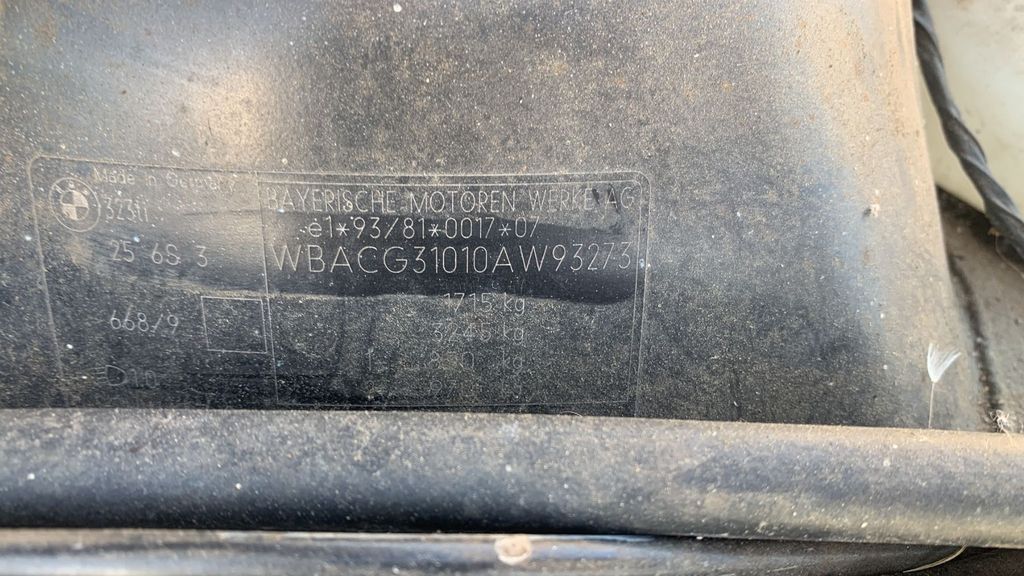 Made in Germany
323ti
25 6S 3
668/9
BAYERISCHE MOTOREN WERKE AG
e1*93/81*0017*07
WBACG31010AW93273
1715 kg
kg
kg